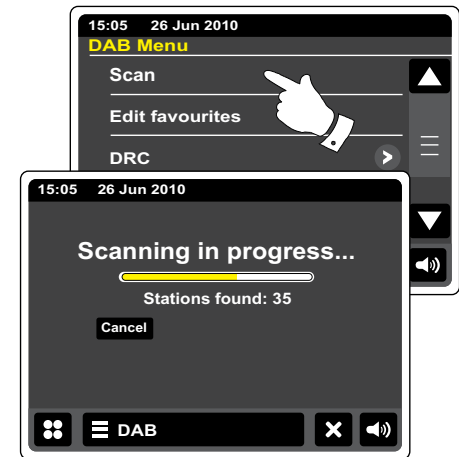 15:05 26 Jun 2010
DAB Menu
Scan
Edit favourites
DRC
15:05 26 Jun 2010
Scanning in progress...
Stations found: 35
Cancel
DAB